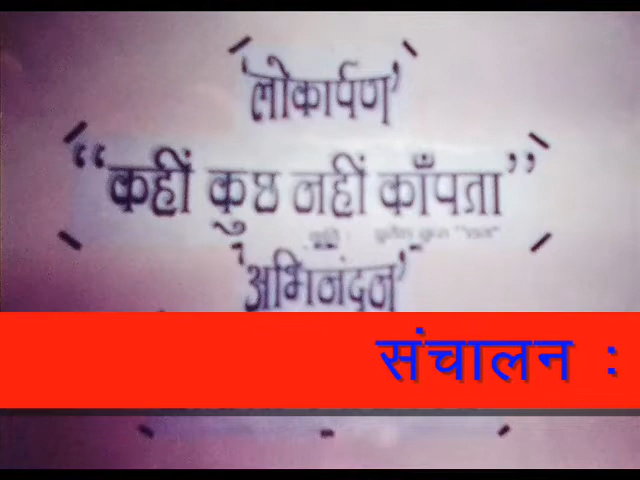 'लोकार्पण'
“कहीं कुछ नहीं काँपता”
'अभिनंदन'
संचालन :